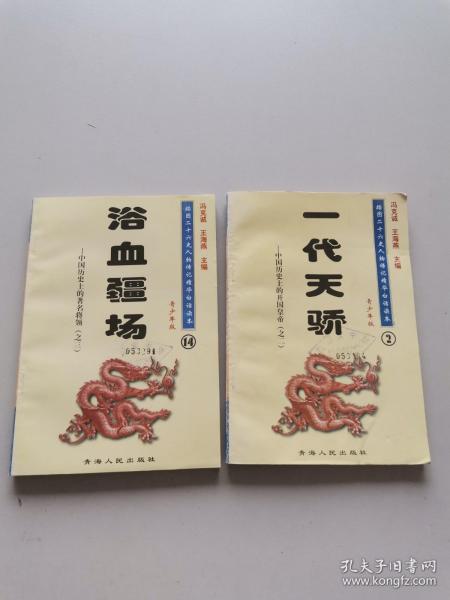 浴血疆场
——中国历史上的著名将领（之三）
冯克诚 王海燕 主编
绘图二十六史人物传记精华白话读本
青少年版
⑭
053291
青海人民出版社
一代天骄
——中国历史上的开国皇帝（之二）
冯克诚 王海燕 主编
绘图二十六史人物传记精华白话读本
青少年版
②
青海人民出版社
孔夫子旧书网
www.kongfz.com